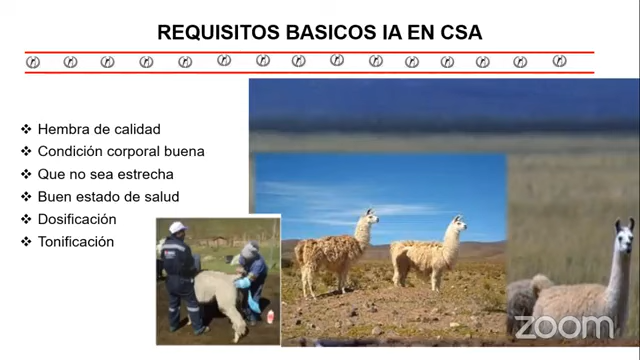 REQUISITOS BASICOS IA EN CSA
Hembra de calidad
Condición corporal buena
Que no sea estrecha
Buen estado de salud
Dosificación
Tonificación
zoom